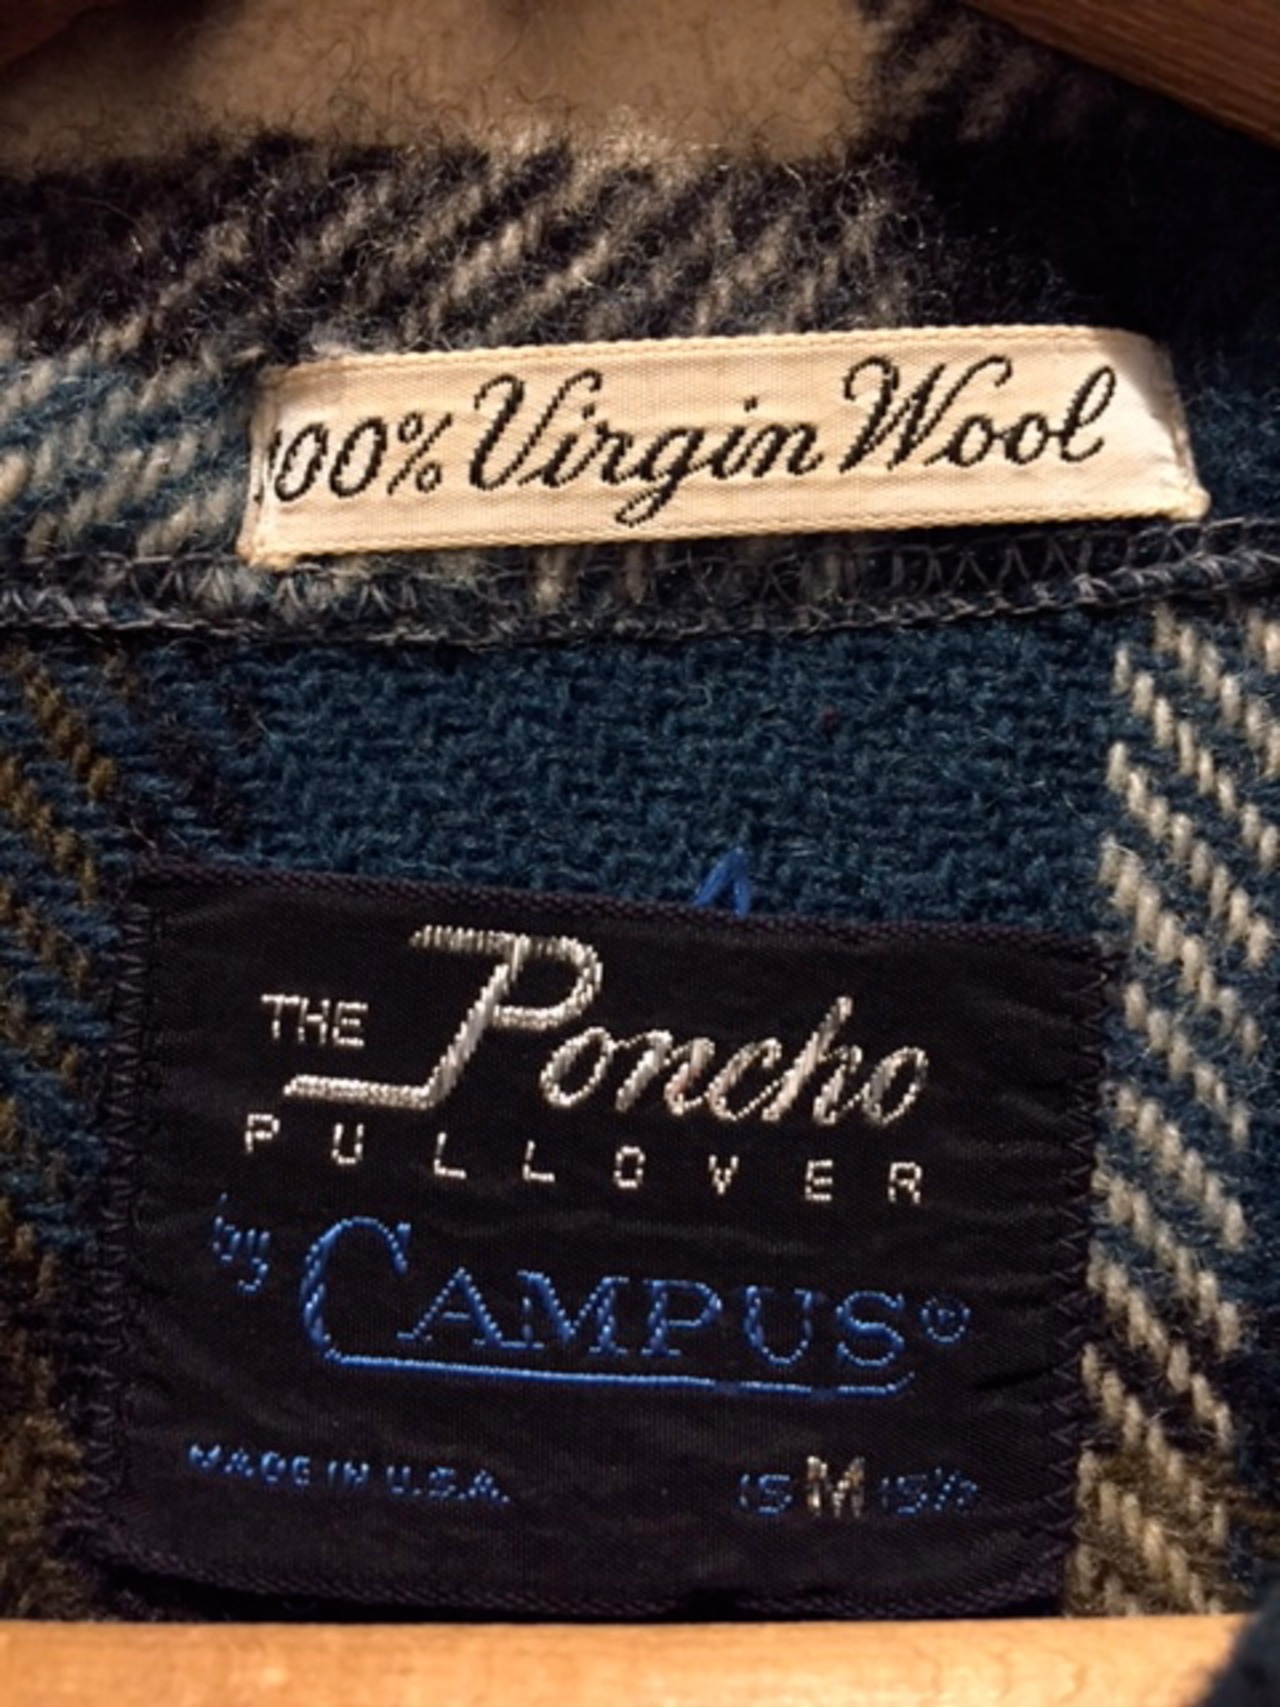 100% Virgin Wool
THE Poncho
PULLOVER
by CAMPUS®
MADE IN U.S.A. 15 M 15½